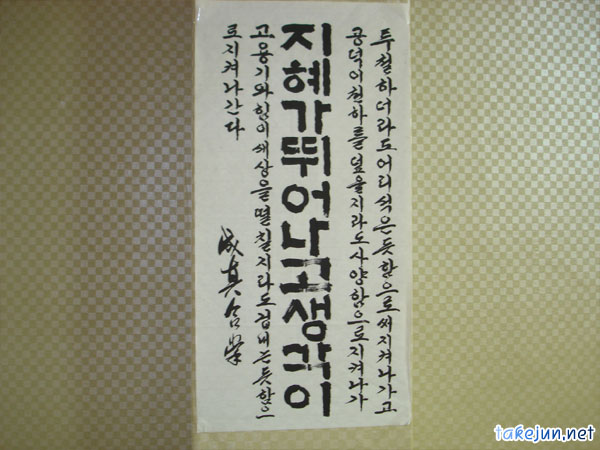 지혜가뛰어나고생각이
투철하더라도어리석은듯함으로써지켜나가고
공덕이천하를덮을지라도사양함으로지켜나가
고용기와힘이세상을떨칠지라도겁내는듯함으
로지켜나간다
takejun.net